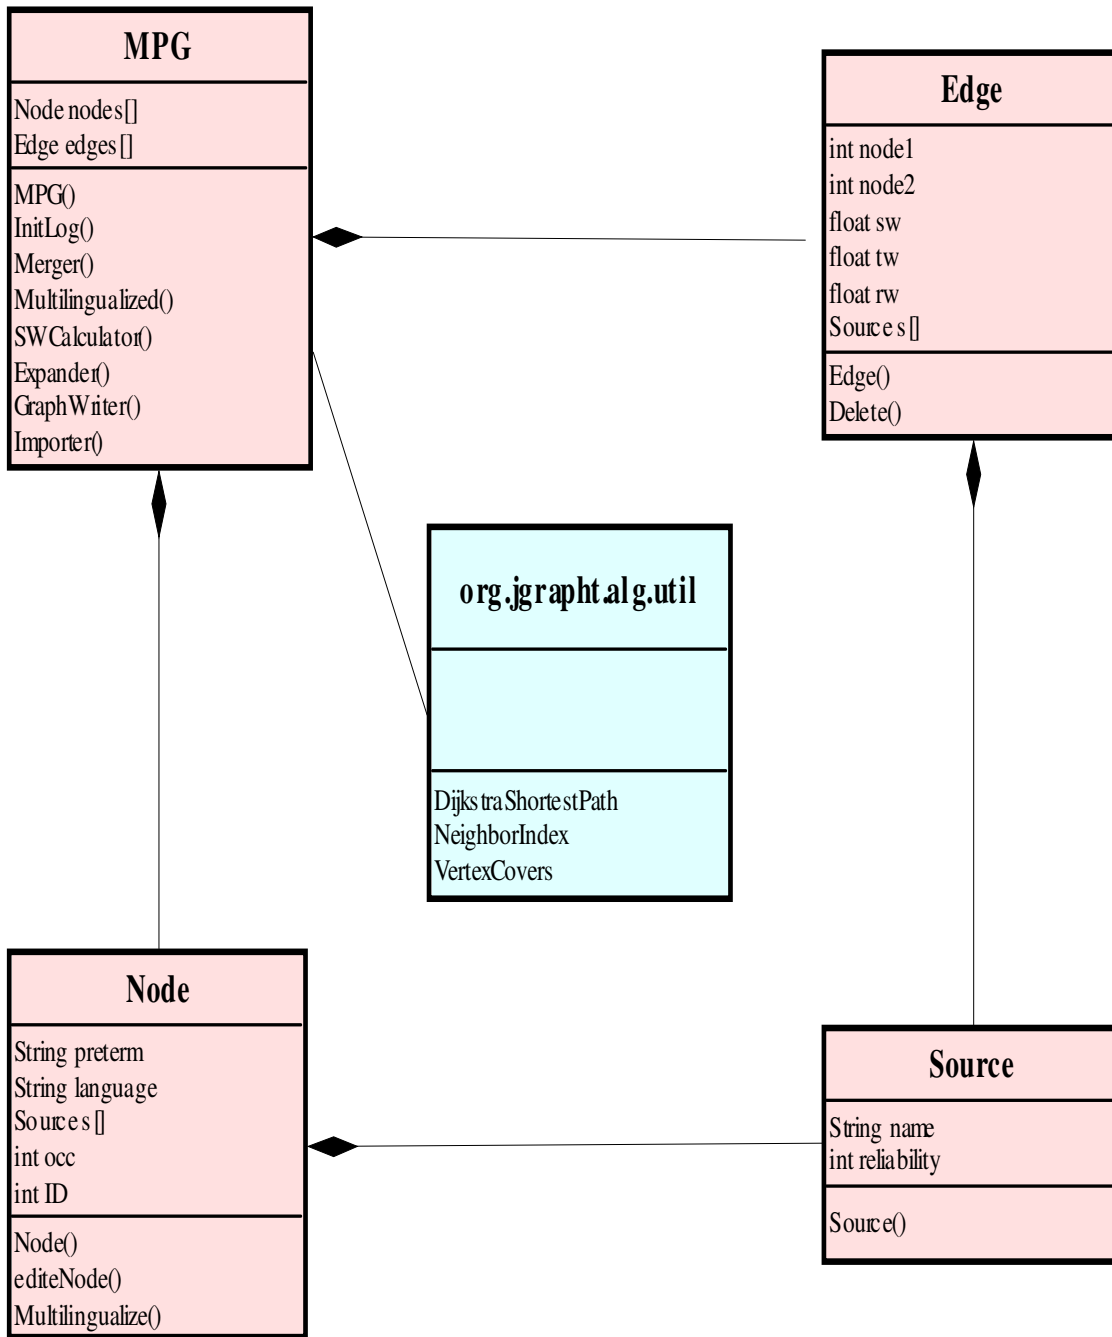 MPG
Node nodes[]
Edge edges[]
MPG()
InitLog()
Merger()
Multilingualized()
SWCalculator()
Expander()
GraphWriter()
Importer()
Edge
int node1
int node2
float sw
float tw
float rw
Source s[]
Edge()
Delete()
org.jgrapht.alg.util
DijkstraShortestPath
NeighborIndex
VertexCovers
Node
String preterm
String language
Source s[]
int occ
int ID
Node()
editeNode()
Multilingualize()
Source
String name
int reliability
Source()